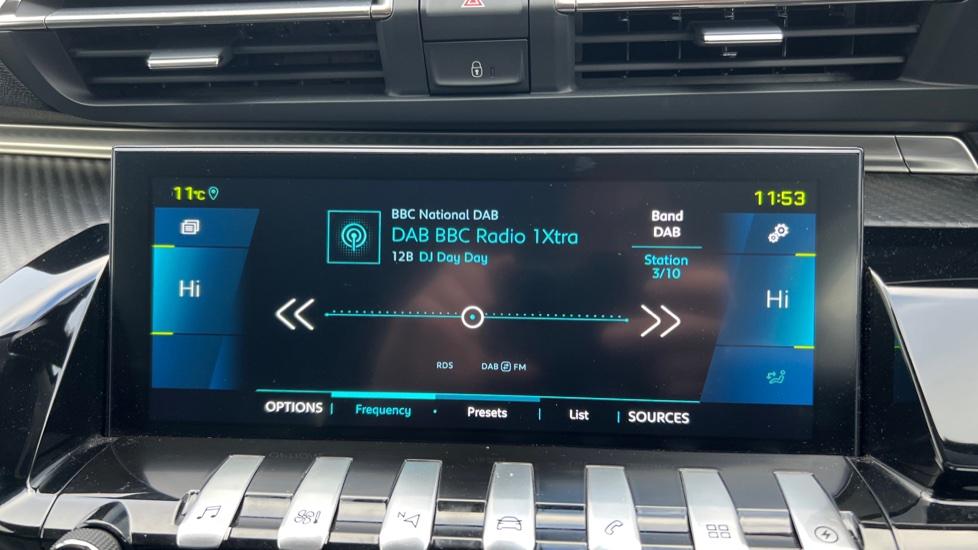 11°C
11:53
BBC National DAB
DAB BBC Radio 1Xtra
12B DJ Day Day
Band
DAB
Station
3/10
Hi
Hi
RDS
DAB FM
OPTIONS
Frequency
Presets
List
SOURCES
N